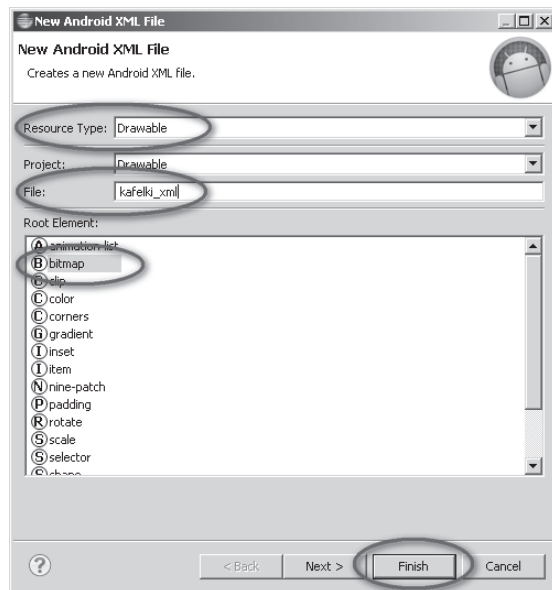 New Android XML File
New Android XML File
Creates a new Android XML file.
Resource Type: Drawable
Project: Drawable
File: kafelki_xml
Root Element:
A animation-list
B bitmap
C clip
C color
C corners
G gradient
I inset
I item
N nine-patch
P padding
R rotate
S scale
S selector
S shape
? < Back Next > Finish Cancel